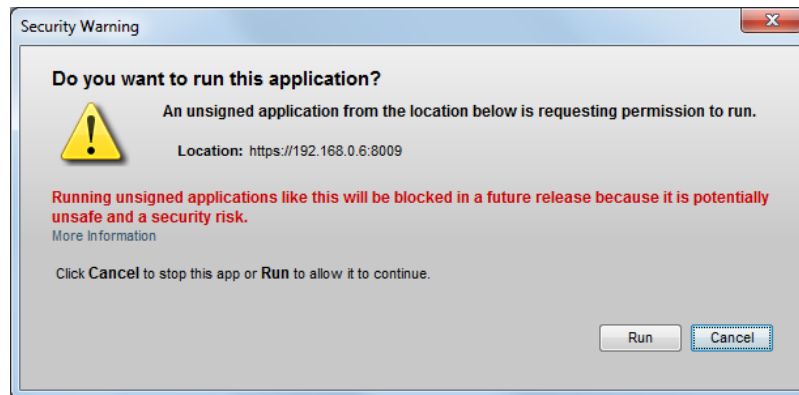 Security Warning
Do you want to run this application?
An unsigned application from the location below is requesting permission to run.
Location: https://192.168.0.6:8009
Running unsigned applications like this will be blocked in a future release because it is potentially
unsafe and a security risk.
More Information
Click Cancel to stop this app or Run to allow it to continue.
Run Cancel